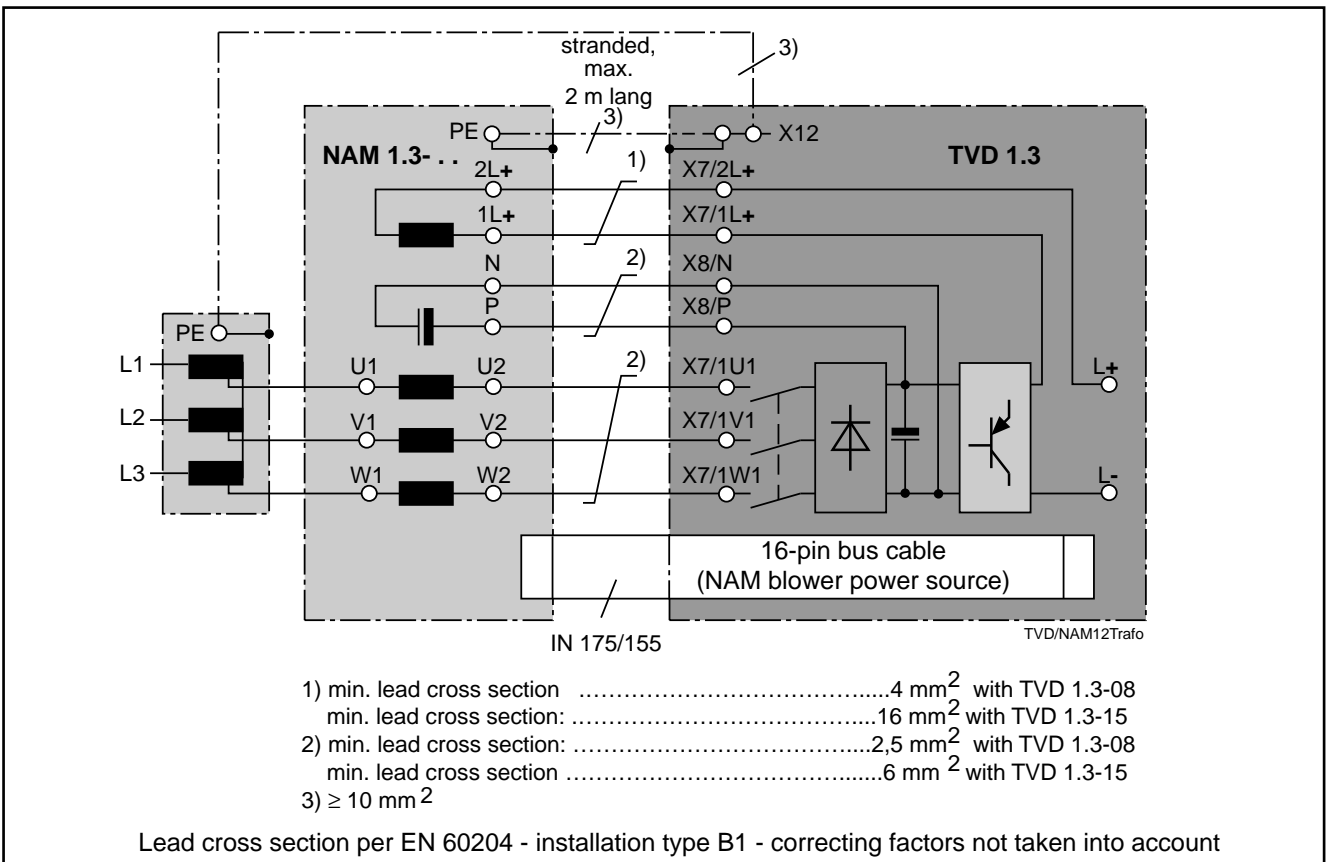 stranded,
max.
2 m lang
3)
3)
PE
X12
NAM 1.3- . .
TVD 1.3
1)
2L+
X7/2L+
1L+
X7/1L+
N
2)
X8/N
P
X8/P
PE
L1
U1
U2
2)
X7/1U1
L+
L2
V1
V2
X7/1V1
L3
W1
W2
X7/1W1
L-
16-pin bus cable
(NAM blower power source)
IN 175/155
TVD/NAM12Trafo
1) min. lead cross section ……………………………….....4 mm2 with TVD 1.3-08
min. lead cross section: …………………………………...16 mm2 with TVD 1.3-15
2) min. lead cross section: ………………………………....2,5 mm2 with TVD 1.3-08
min. lead cross section …………………………………......6 mm 2 with TVD 1.3-15
3) ≥ 10 mm 2
Lead cross section per EN 60204 - installation type B1 - correcting factors not taken into account